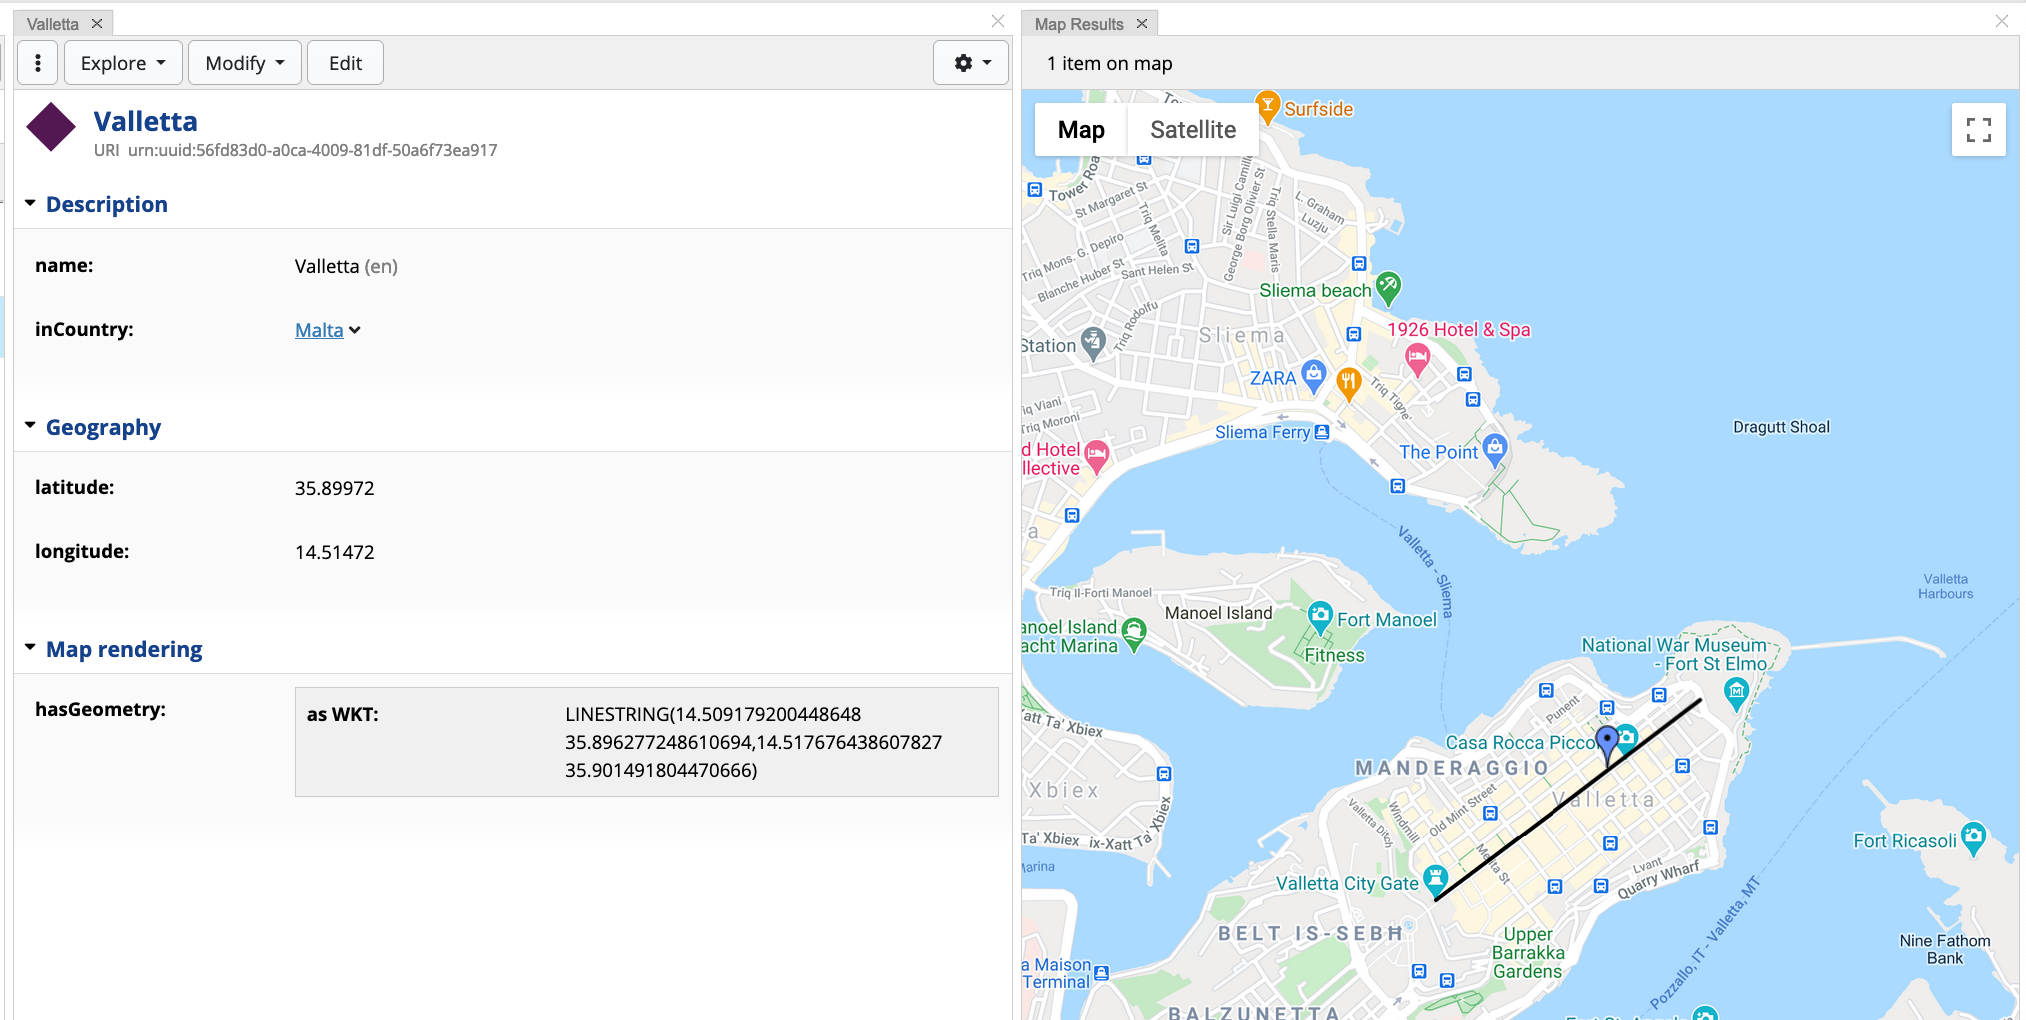 Valletta
Explore
Modify
Edit
Valletta
URI urn:uuid:56fd83d0-a0ca-4009-81df-50a6f73ea917
Description
name:
Valletta (en)
inCountry:
Malta
Geography
latitude:
35.89972
longitude:
14.51472
Map rendering
hasGeometry:
as WKT:
LINESTRING(14.509179200448648
35.896277248610694,14.517676438607827
35.901491804470666)
Map Results
1 item on map
Map
Satellite
Surfside
Tower Roa
St Margaret St
Triq Melita
Sir Luigi Camill
George Borg Olivier St
Triq Stella Maris
L. Graham
Luzju
Triq Mons. G. Depiro
Blanche Huber St
Sant Helen St
Triq Rodolfu
Sliema beach
Sliema
Station
1926 Hotel & Spa
ZARA
Triq Tigne'
iq Viani
Triq Moroni
Sliema Ferry
d Hotel
llective
The Point
Dragutt Shoal
Valletta - Sliema
Valletta
Harbours
Triq Il-Forti Manoel
Manoel Island
Fort Manoel
anoel Island
acht Marina
Fitness
National War Museum
- Fort St Elmo
Punent
Casa Rocca Picco
MANDERAGGIO
Valletta
Xatt Ta' Xbiex
Xbiex
Ta' Xbiex
ix-Xatt Ta' Xbiex
Valletta Ditch
Windmill
Old Mint Street
Melita St
Marina
Valletta City Gate
Lvant
Quarry Wharf
Fort Ricasoli
BELT IS-SEBĦ
Upper
Barrakka
Gardens
a Maison
Terminal
Pozzallo, IT - Valletta, MT
Nine Fathom
Bank
BALZUNETTA